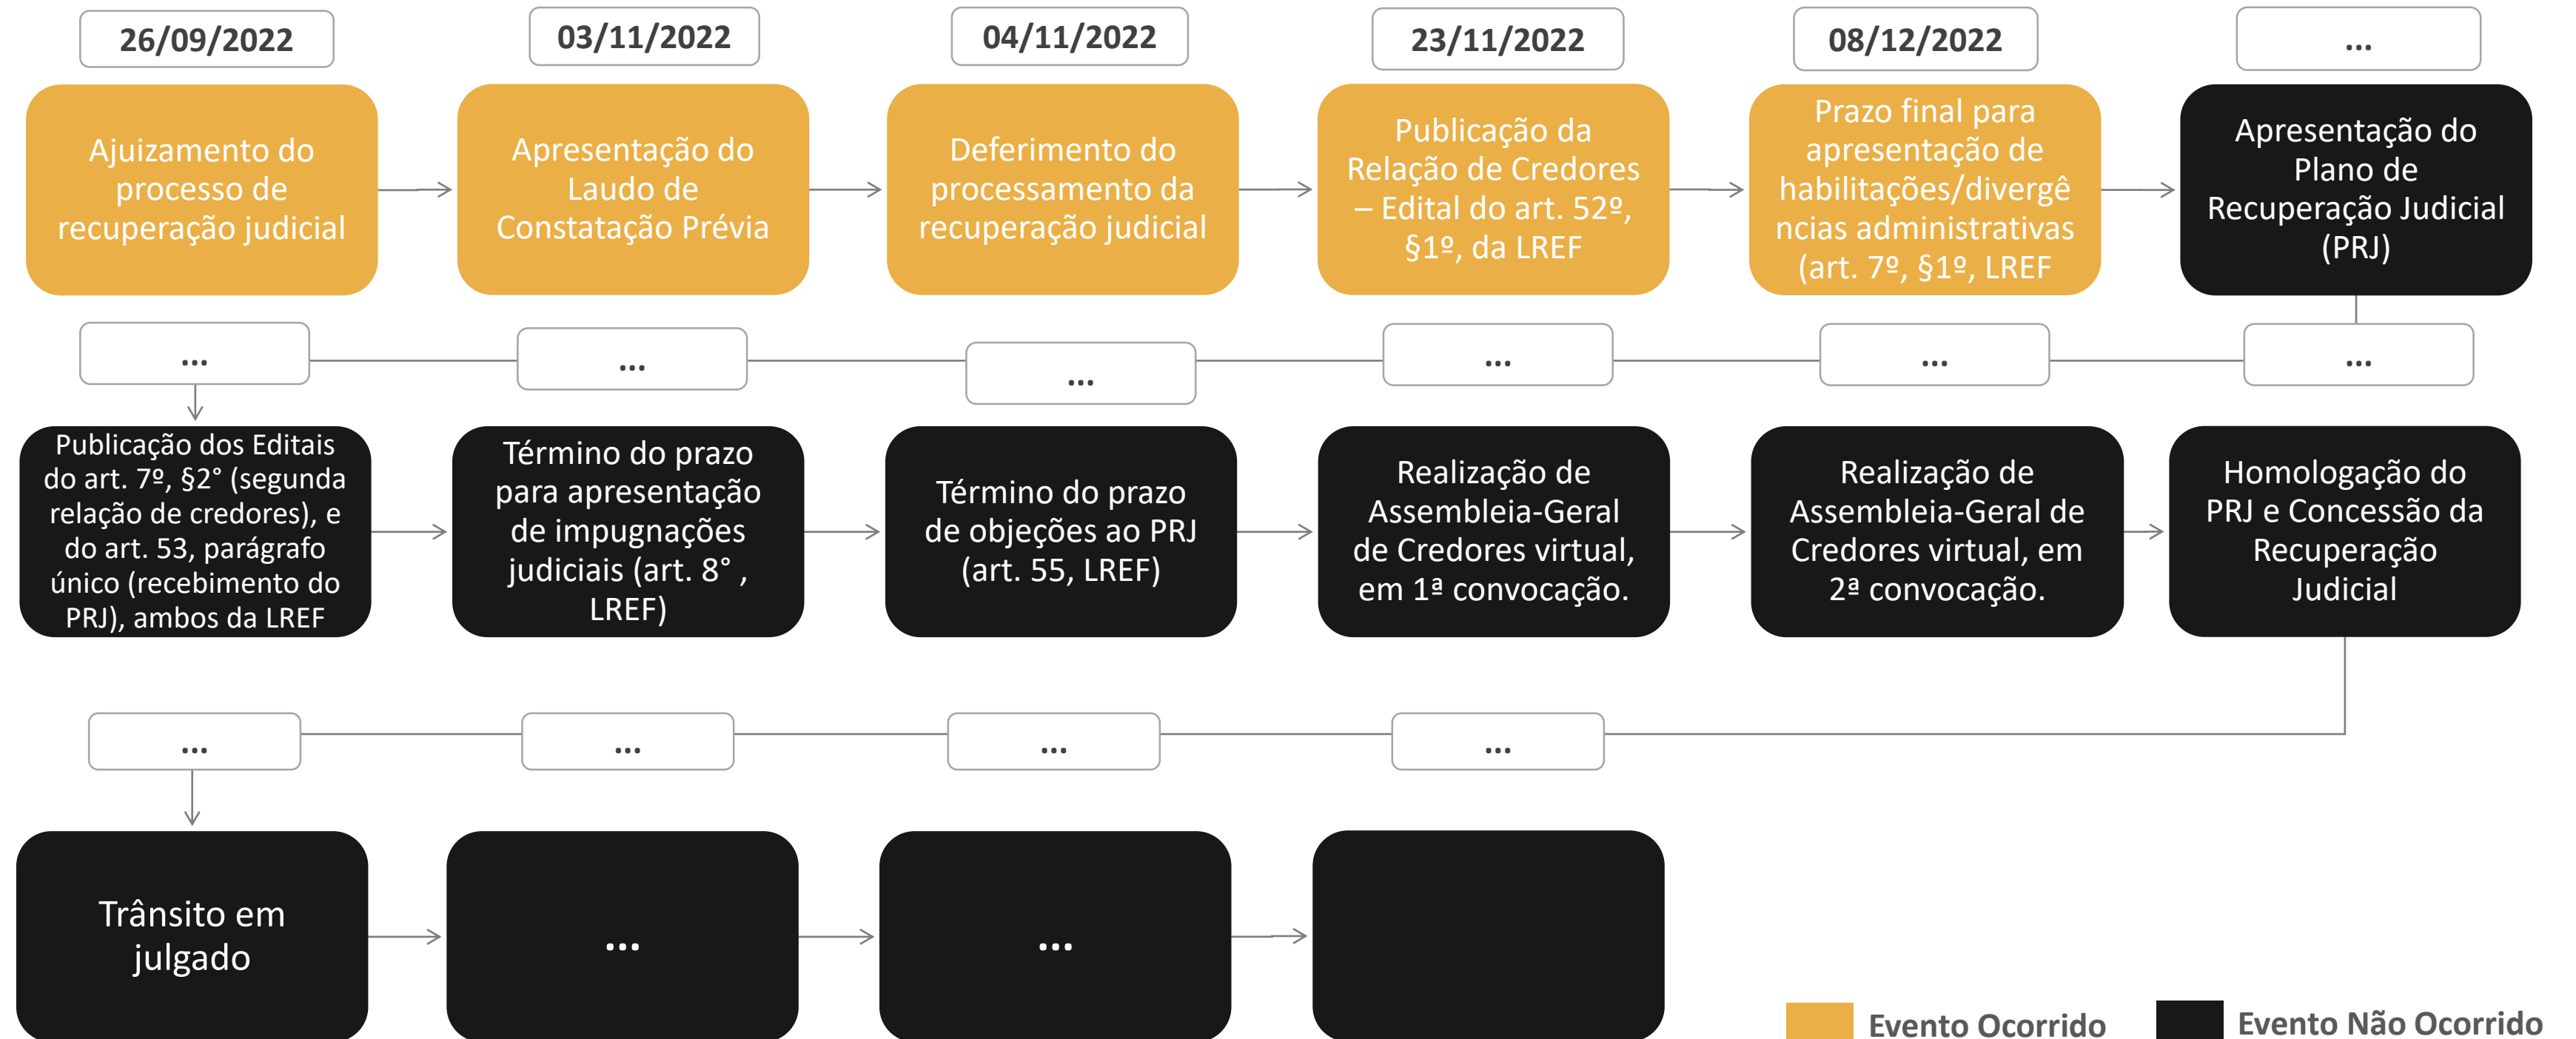 26/09/2022
03/11/2022
04/11/2022
23/11/2022
08/12/2022
...
Ajuizamento do
processo de
recuperação judicial
Apresentação do
Laudo de
Constatação Prévia
Deferimento do
processamento da
recuperação judicial
Publicação da
Relação de Credores
– Edital do art. 52º,
§1º, da LREF
Prazo final para
apresentação de
habilitações/divergê
ncias administrativas
(art. 7º, §1º, LREF
Apresentação do
Plano de
Recuperação Judicial
(PRJ)
...
...
...
...
...
...
Publicação dos Editais
do art. 7º, §2° (segunda
relação de credores), e
do art. 53, parágrafo
único (recebimento do
PRJ), ambos da LREF
Término do prazo
para apresentação
de impugnações
judiciais (art. 8° ,
LREF)
Término do prazo
de objeções ao PRJ
(art. 55, LREF)
Realização de
Assembleia-Geral
de Credores virtual,
em 1ª convocação.
Realização de
Assembleia-Geral de
Credores virtual, em
2ª convocação.
Homologação do
PRJ e Concessão da
Recuperação
Judicial
...
...
...
...
Trânsito em
julgado
...
...
Evento Ocorrido
Evento Não Ocorrido